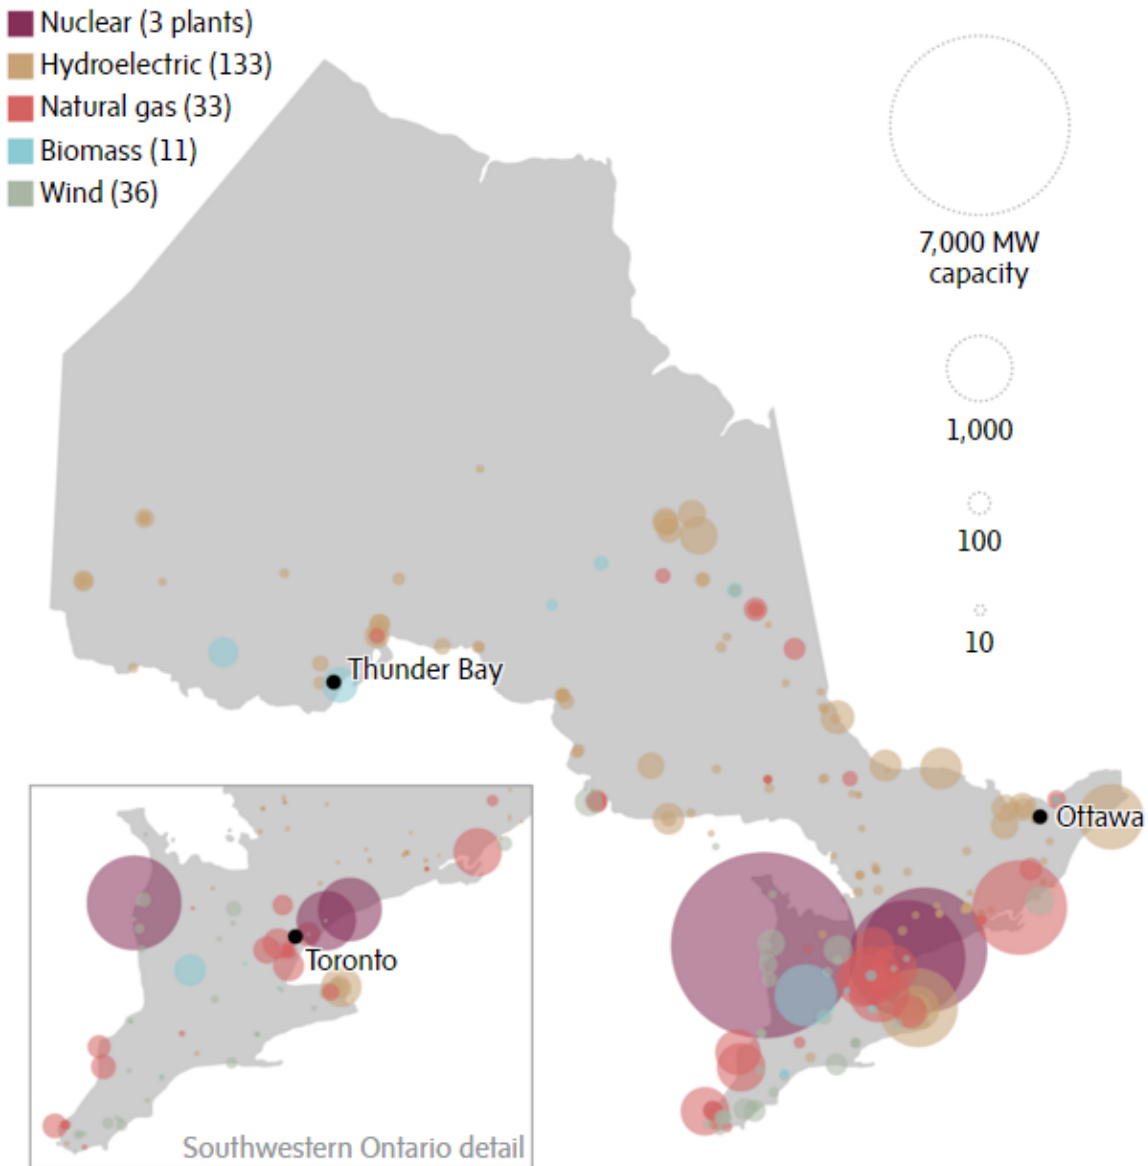 Nuclear (3 plants)
Hydroelectric (133)
Natural gas (33)
Biomass (11)
Wind (36)
7,000 MW
capacity
1,000
100
10
Thunder Bay
Ottawa
Toronto
Southwestern Ontario detail